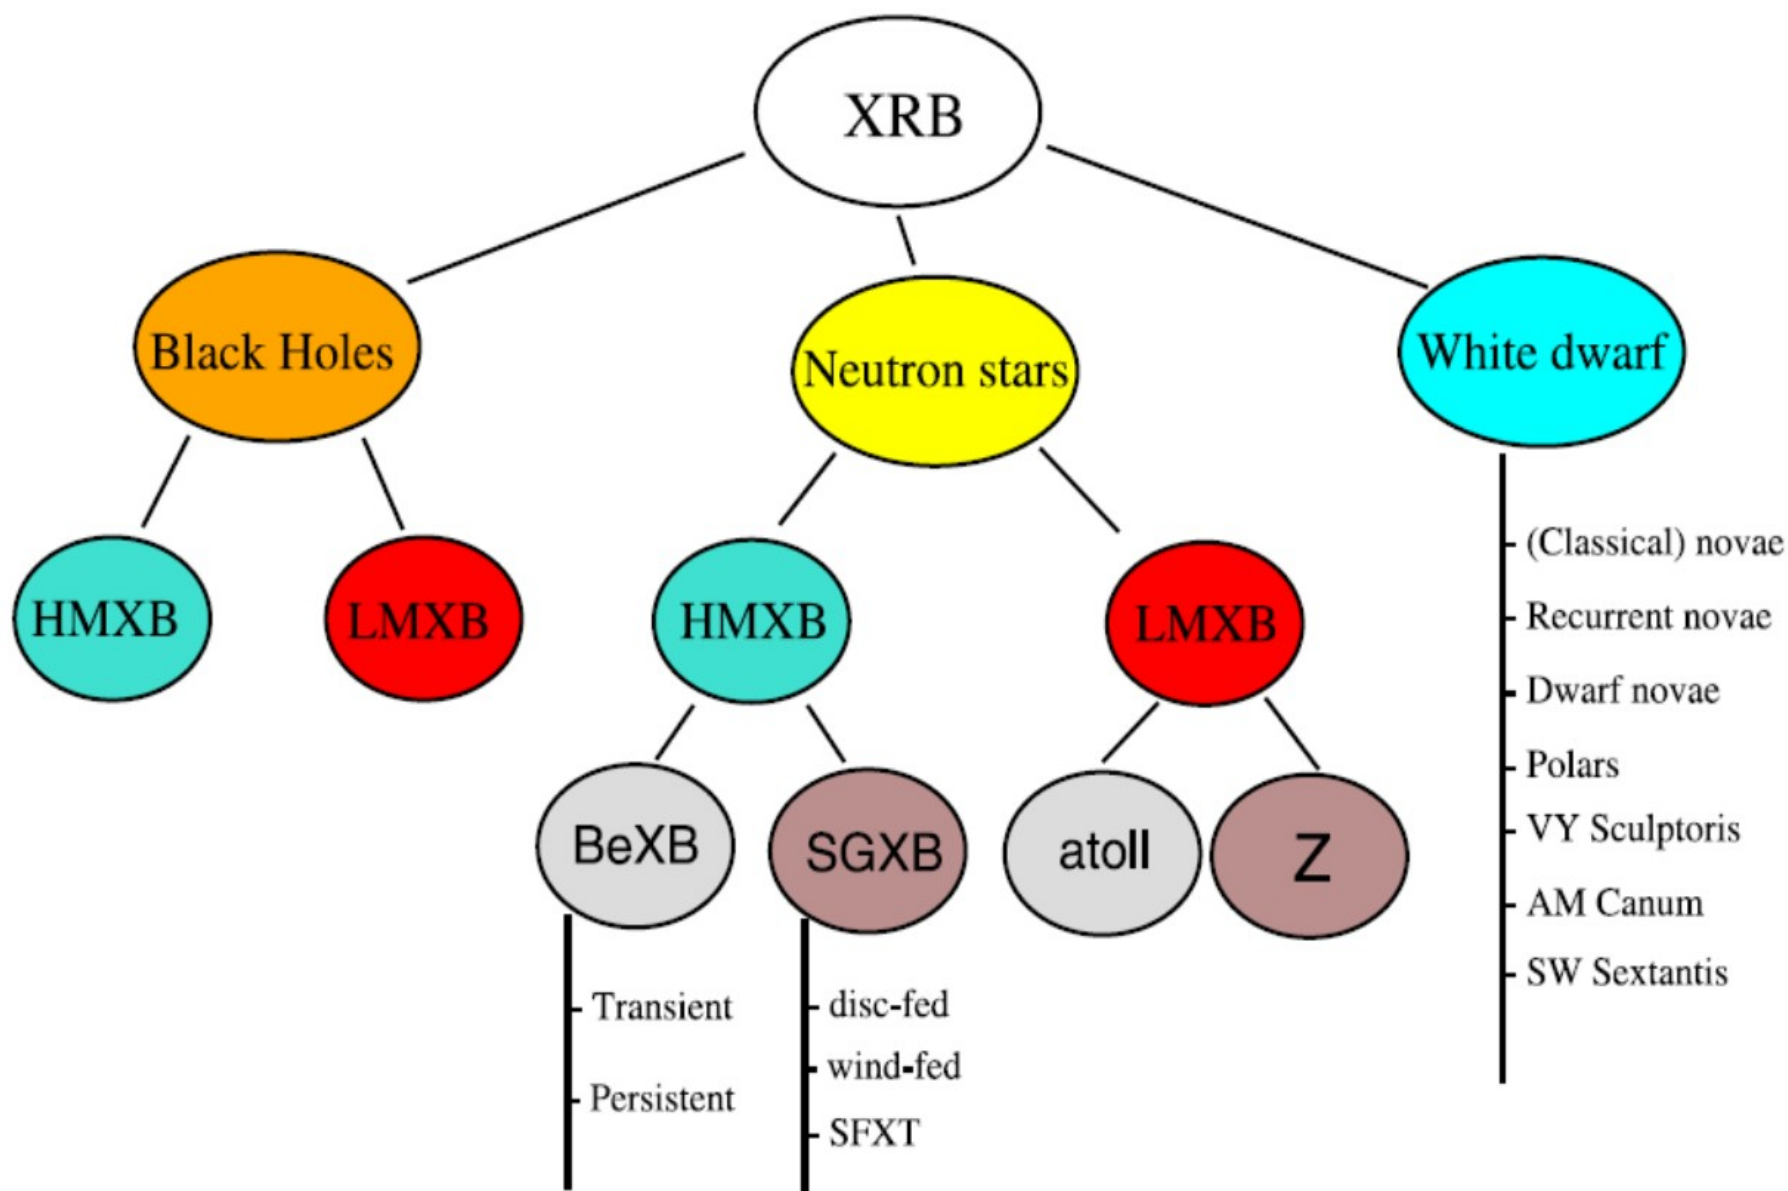 XRB
Black Holes
Neutron stars
White dwarf
HMXB
LMXB
HMXB
LMXB
BeXB
SGXB
atoll
Z
Transient
Persistent
disc-fed
wind-fed
SFXT
(Classical) novae
Recurrent novae
Dwarf novae
Polars
VY Sculptoris
AM Canum
SW Sextantis